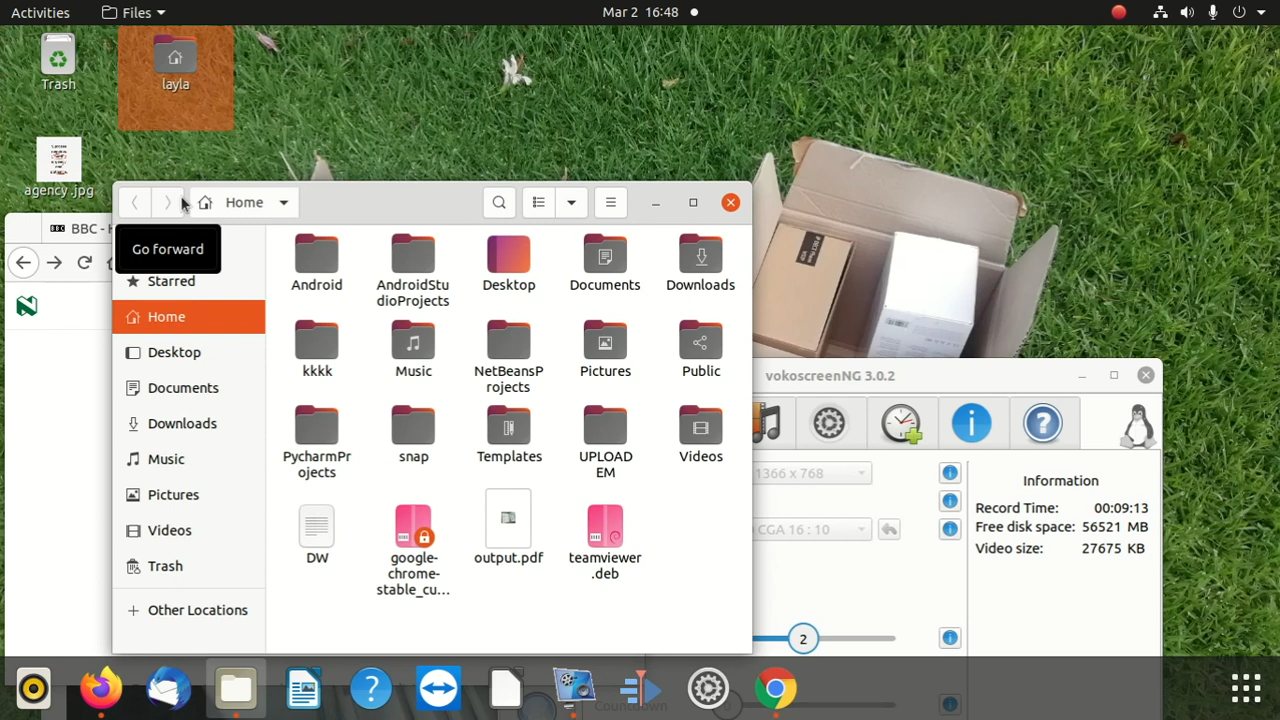 Activities
Files
Mar 2 16:48
Trash
layla
agency .jpg
BBC - H
Home
Go forward
Starred
Home
Desktop
Documents
Downloads
Music
Pictures
Videos
Trash
Other Locations
Android
AndroidStu
dioProjects
Desktop
Documents
Downloads
kkkk
Music
NetBeansP
rojects
Pictures
Public
PycharmPr
ojects
snap
Templates
UPLOAD
EM
Videos
DW
google-
chrome-
stable_cu...
output.pdf
teamviewer
.deb
vokoscreenNG 3.0.2
1366 x 768
CGA 16 : 10
2
Information
Record Time: 00:09:13
Free disk space: 56521 MB
Video size: 27675 KB
Countdown